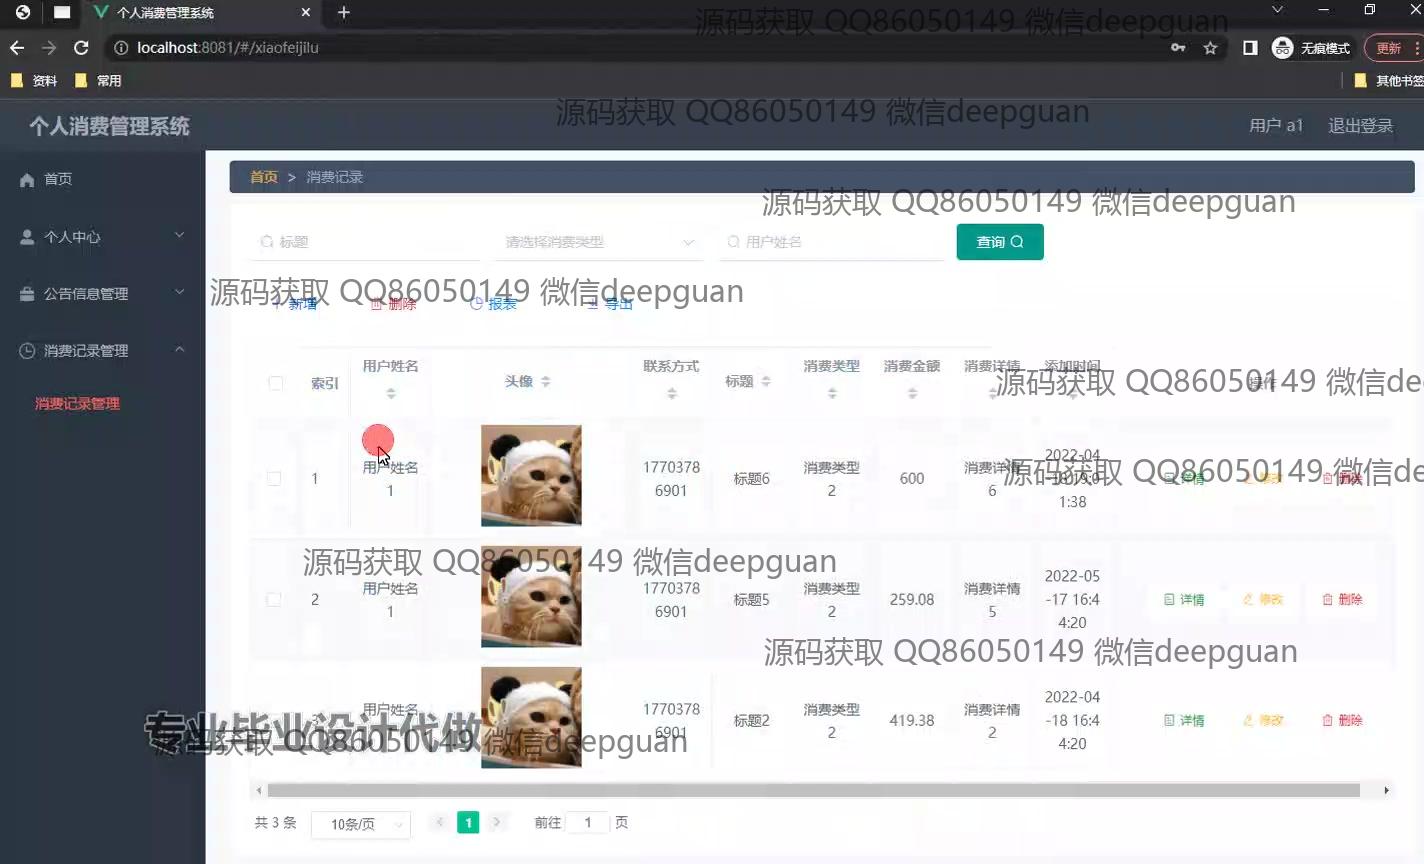 个人消费管理系统
源码获取 QQ86050149 微信deepguan
localhost:8081/#/xiaofeijilu
无痕模式
更新
资料
常用
其他书签
源码获取 QQ86050149 微信deepguan
个人消费管理系统
用户 a1
退出登录
首页
首页 > 消费记录
源码获取 QQ86050149 微信deepguan
个人中心
标题
请选择消费类型
用户姓名
查询
公告信息管理
源码获取 QQ86050149 微信deepguan
新增
删除
报表
导出
消费记录管理
消费记录管理
索引
用户姓名
头像
联系方式
标题
消费类型
消费金额
消费详情
添加时间
操作
源码获取 QQ86050149 微信de
1
用户姓名
1
1770378
6901
标题6
消费类型
2
600
消费详情
6
2022-04
-18 19:0
1:38
详情
修改
删除
源码获取 QQ86050149 微信de
源码获取 QQ86050149 微信deepguan
2
用户姓名
1
1770378
6901
标题5
消费类型
2
259.08
消费详情
5
2022-05
-17 16:4
4:20
详情
修改
删除
源码获取 QQ86050149 微信deepguan
3
用户姓名
1770378
6901
标题2
消费类型
2
419.38
消费详情
2
2022-04
-18 16:4
4:20
详情
修改
删除
专业毕业设计代做
源码获取 QQ86050149 微信deepguan
共 3 条
10条/页
1
前往
1
页